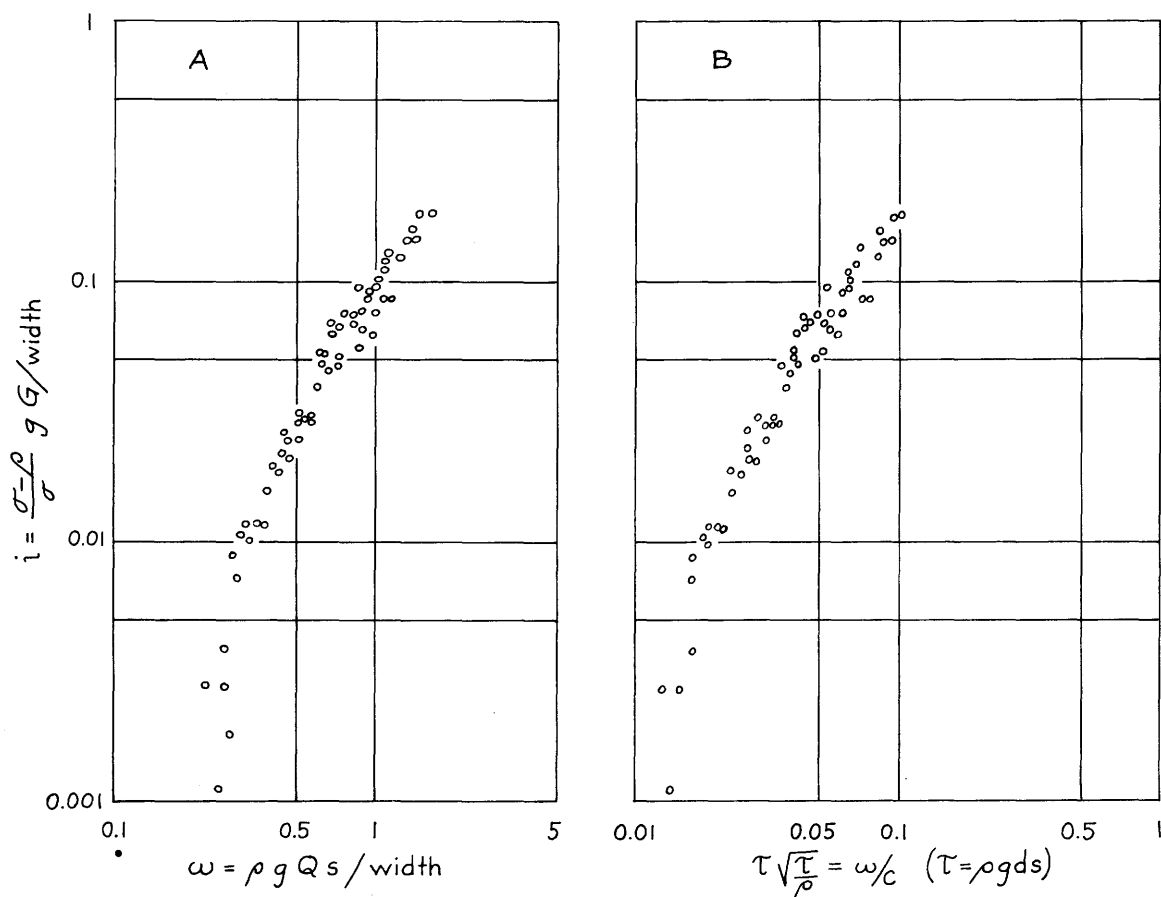 A
B
1
0.1
0.01
0.001
i = (σ-ρ)/σ g G/width
0.1
0.5
1
5
ω = ρ g Q s / width
0.01
0.05
0.1
0.5
1
τ√(τ/ρ) = ω/c (τ = ρgds)